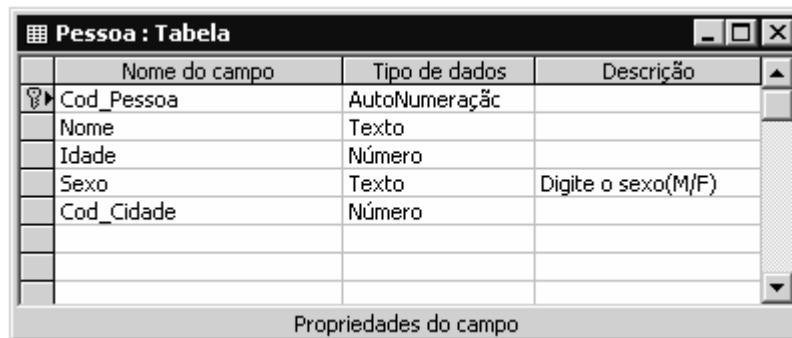 Pessoa : Tabela
Nome do campo Tipo de dados Descrição
Cod_Pessoa AutoNumeraçãc
Nome Texto
Idade Número
Sexo Texto Digite o sexo(M/F)
Cod_Cidade Número
Propriedades do campo